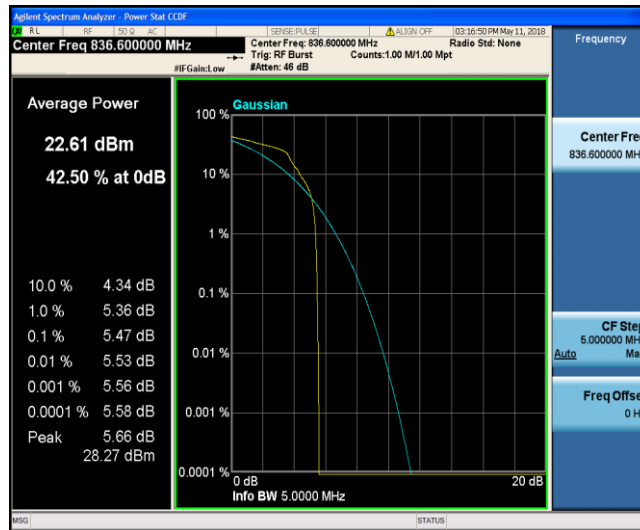 Agilent Spectrum Analyzer - Power Stat CCDF
RL RF 50 Ω AC SENSE:PULSE ALIGN OFF 03:16:50 PM May 11, 2018
Center Freq 836.600000 MHz
Center Freq: 836.600000 MHz Radio Std: None
Trig: RF Burst Counts:1.00 M/1.00 Mpt
#IFGain:Low #Atten: 46 dB
Frequency
Average Power
22.61 dBm
42.50 % at 0dB
10.0 % 4.34 dB
1.0 % 5.36 dB
0.1 % 5.47 dB
0.01 % 5.53 dB
0.001 % 5.56 dB
0.0001 % 5.58 dB
Peak 5.66 dB
28.27 dBm
Gaussian
100 %
10 %
1 %
0.1 %
0.01 %
0.001 %
0.0001 %
0 dB 20 dB
Info BW 5.0000 MHz
Center Fre
836.600000 MH
CF Step
5.000000 MH
Auto Ma
Freq Offse
0 H
MSG STATUS